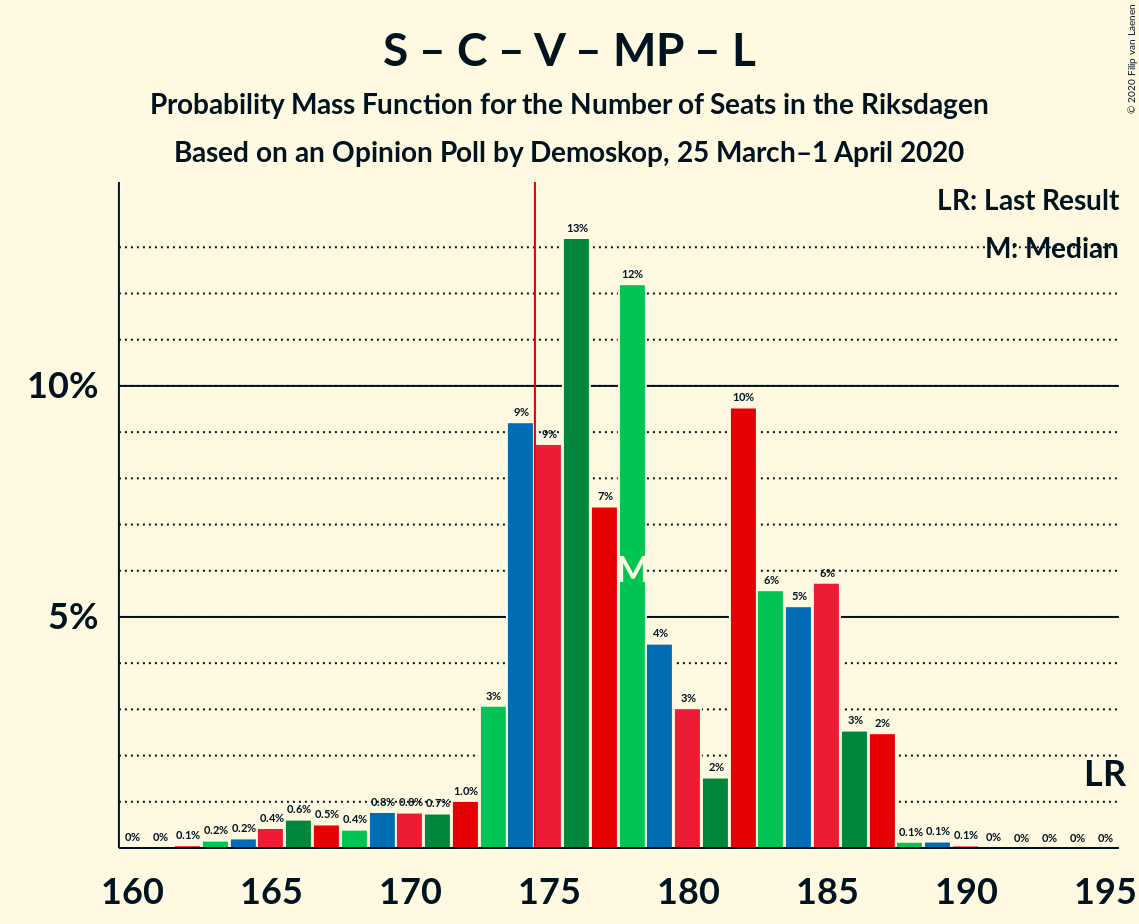 S – C – V – MP – L
Probability Mass Function for the Number of Seats in the Riksdagen
Based on an Opinion Poll by Demoskop, 25 March–1 April 2020
© 2020 Filip van Laenen
LR: Last Result
M: Median
10%
5%
0% 0% 0.1% 0.2% 0.2% 0.4% 0.6% 0.5% 0.4% 0.8% 0.8% 0.7% 1.0% 3% 9% 9% 13% 7% 12% 4% 3% 2% 10% 6% 5% 6% 3% 2% 0.1% 0.1% 0.1% 0% 0% 0% 0% 0%
M
LR
160 165 170 175 180 185 190 195